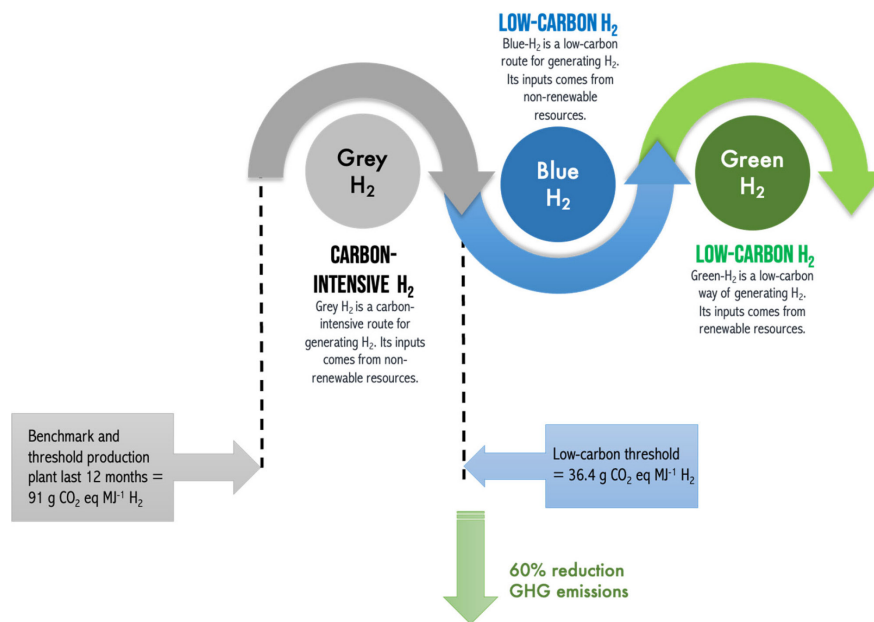 LOW-CARBON H₂
Blue-H₂ is a low-carbon
route for generating H₂.
Its inputs comes from
non-renewable
resources.
Grey
H₂
Blue
H₂
Green
H₂
CARBON-
INTENSIVE H₂
Grey H₂ is a carbon-
intensive route for
generating H₂. Its inputs
comes from non-
renewable resources.
LOW-CARBON H₂
Green-H₂ is a low-carbon
way of generating H₂.
Its inputs comes from
renewable resources.
Benchmark and
threshold production
plant last 12 months =
91 g CO₂ eq MJ⁻¹ H₂
Low-carbon threshold
= 36.4 g CO₂ eq MJ⁻¹ H₂
60% reduction
GHG emissions